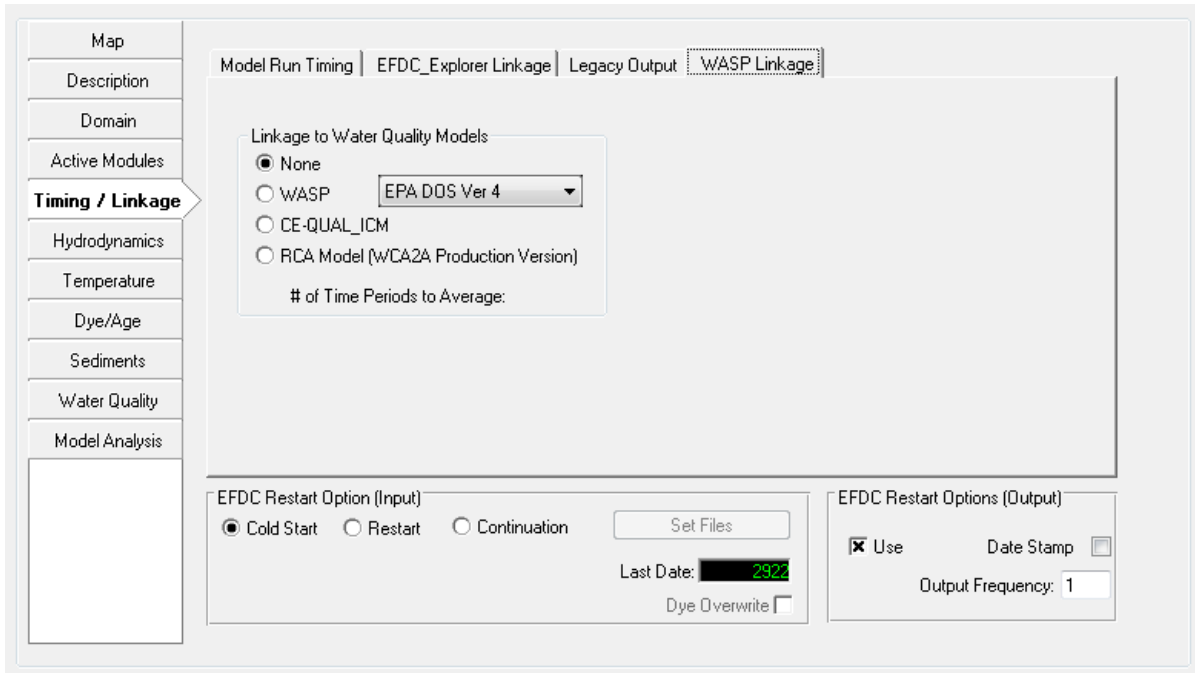 Map
Description
Domain
Active Modules
Timing / Linkage
Hydrodynamics
Temperature
Dye/Age
Sediments
Water Quality
Model Analysis
Model Run Timing EFDC_Explorer Linkage Legacy Output WASP Linkage
Linkage to Water Quality Models
None
WASP EPA DOS Ver 4
CE-QUAL_ICM
RCA Model (WCA2A Production Version)
# of Time Periods to Average:
EFDC Restart Option (Input)
Cold Start Restart Continuation Set Files
Last Date: 2922
Dye Overwrite
EFDC Restart Options (Output)
Use Date Stamp
Output Frequency: 1